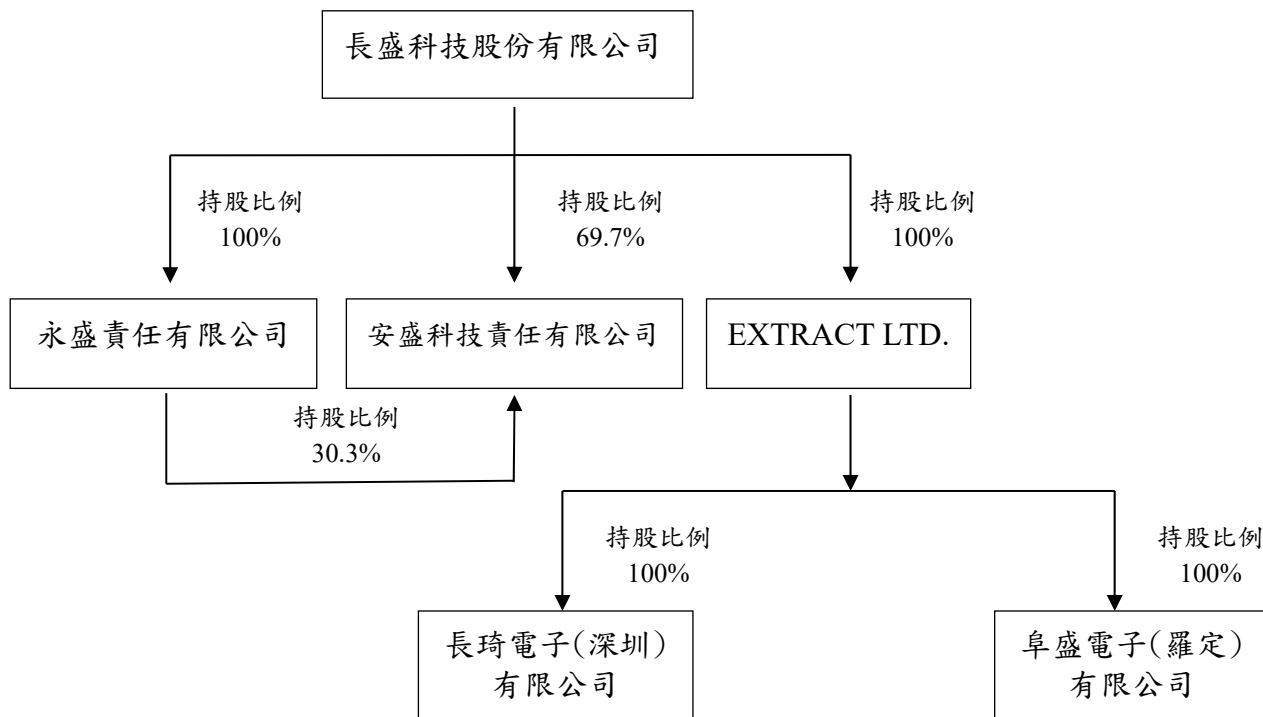 長盛科技股份有限公司
持股比例
100%
持股比例
69.7%
持股比例
100%
永盛責任有限公司
安盛科技責任有限公司
EXTRACT LTD.
持股比例
30.3%
持股比例
100%
持股比例
100%
長琦電子(深圳)
有限公司
阜盛電子(羅定)
有限公司